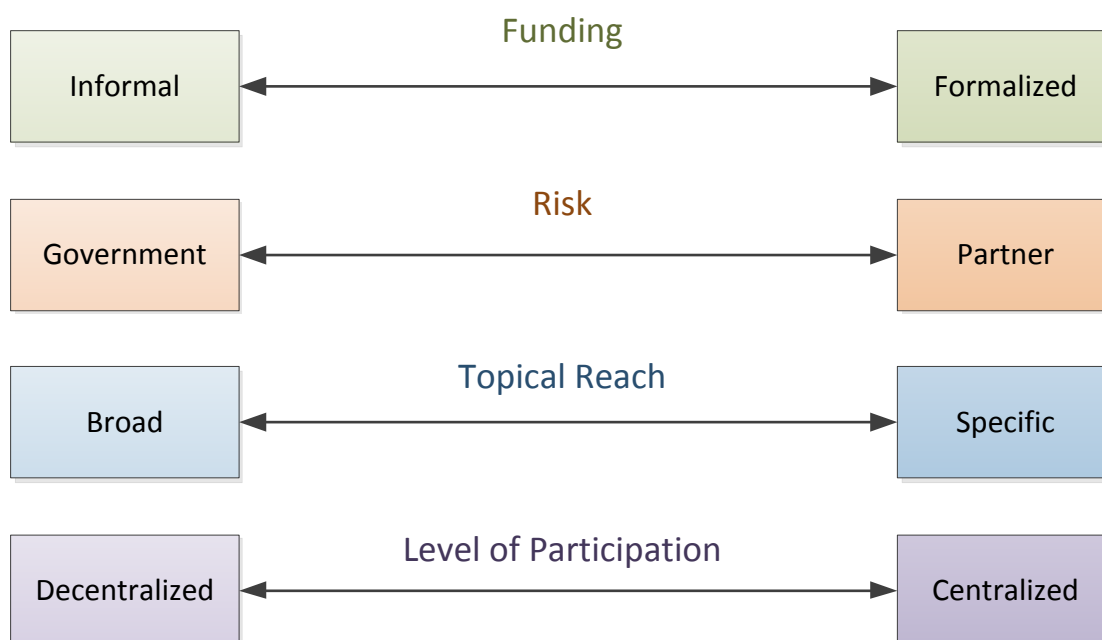 Funding
Informal
Formalized
Risk
Government
Partner
Topical Reach
Broad
Specific
Level of Participation
Decentralized
Centralized